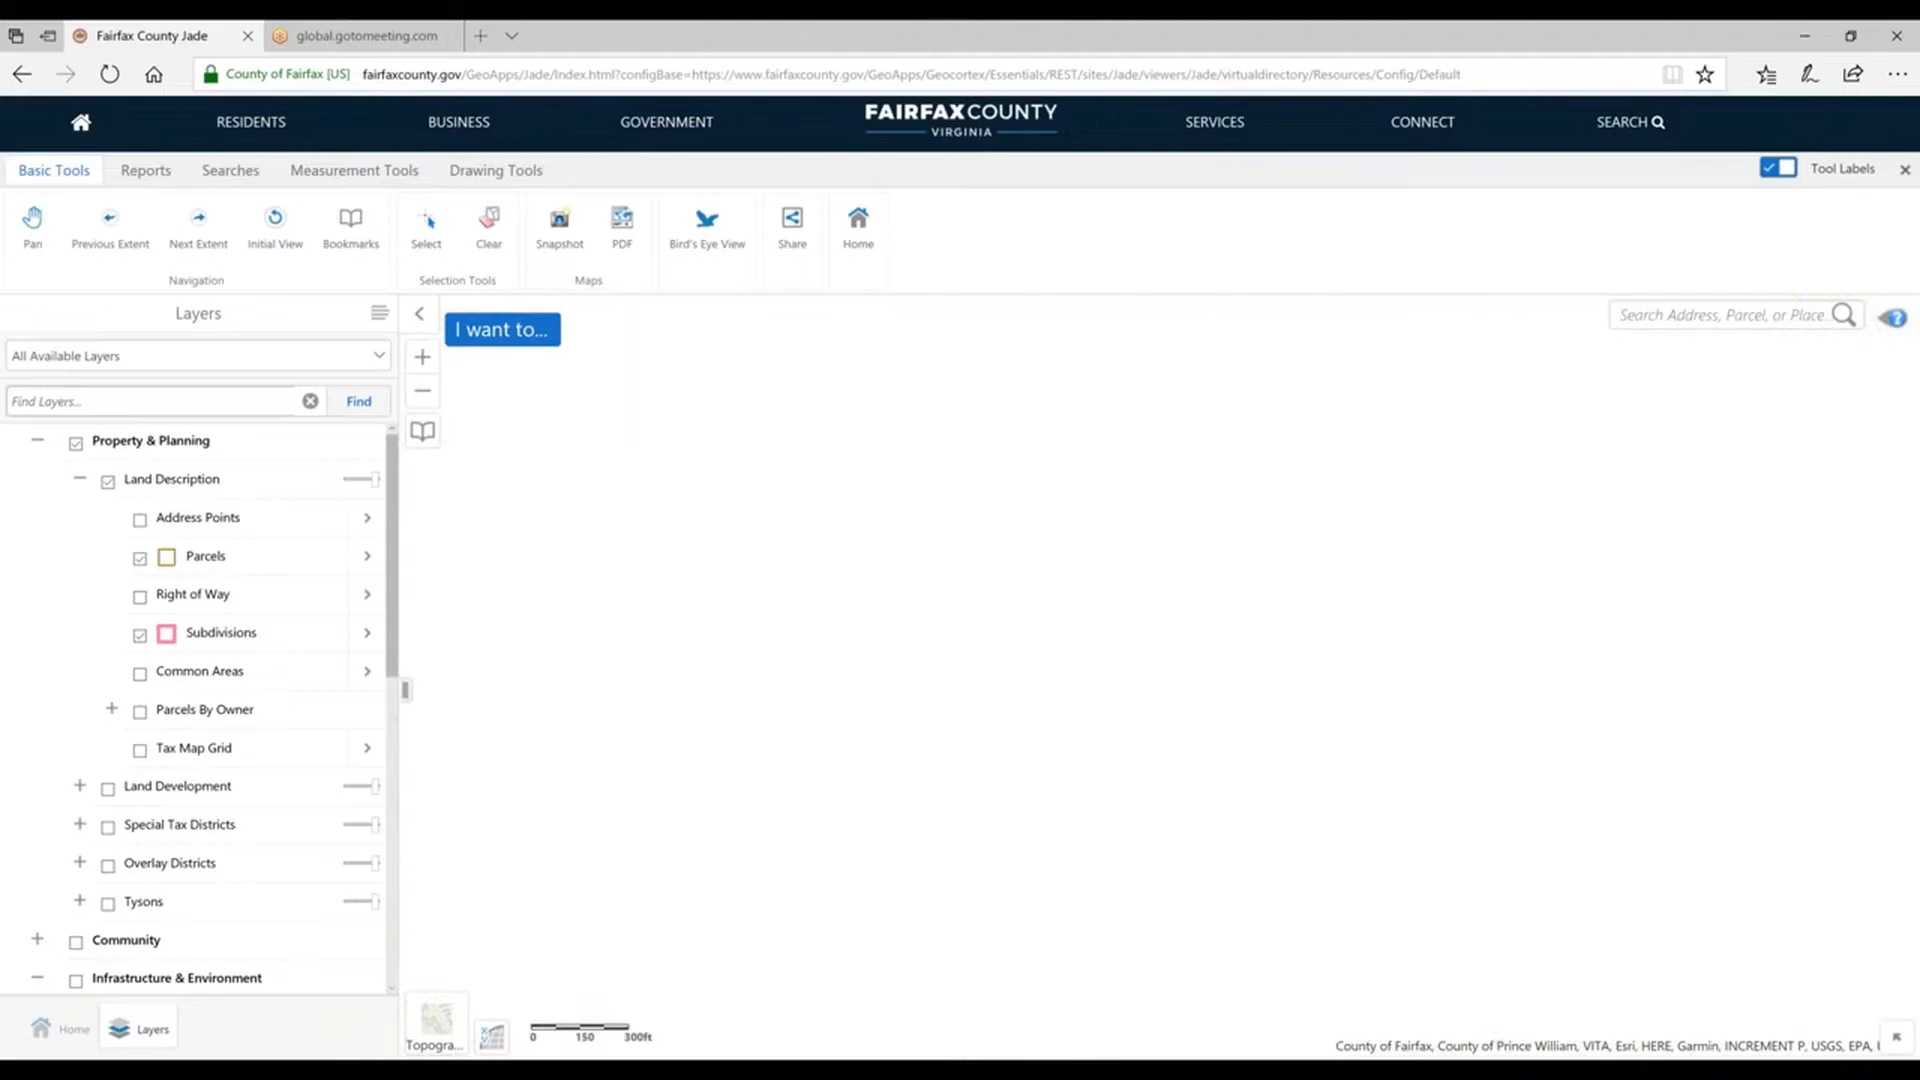 Fairfax County Jade
global.gotomeeting.com
County of Fairfax [US]
fairfaxcounty.gov/GeoApps/Jade/Index.html?configBase=https://www.fairfaxcounty.gov/GeoApps/Geocortex/Essentials/REST/sites/Jade/viewers/Jade/virtualdirectory/Resources/Config/Default
RESIDENTS
BUSINESS
GOVERNMENT
FAIRFAX COUNTY
VIRGINIA
SERVICES
CONNECT
SEARCH
Basic Tools
Reports
Searches
Measurement Tools
Drawing Tools
Tool Labels
Pan
Previous Extent
Next Extent
Initial View
Bookmarks
Select
Clear
Snapshot
PDF
Bird's Eye View
Share
Home
Navigation
Selection Tools
Maps
Layers
I want to...
Search Address, Parcel, or Place...
All Available Layers
Find Layers...
Find
Property & Planning
Land Description
Address Points
Parcels
Right of Way
Subdivisions
Common Areas
Parcels By Owner
Tax Map Grid
Land Development
Special Tax Districts
Overlay Districts
Tysons
Community
Infrastructure & Environment
Home
Layers
Topogra...
0 150 300ft
County of Fairfax, County of Prince William, VITA, Esri, HERE, Garmin, INCREMENT P, USGS, EPA,